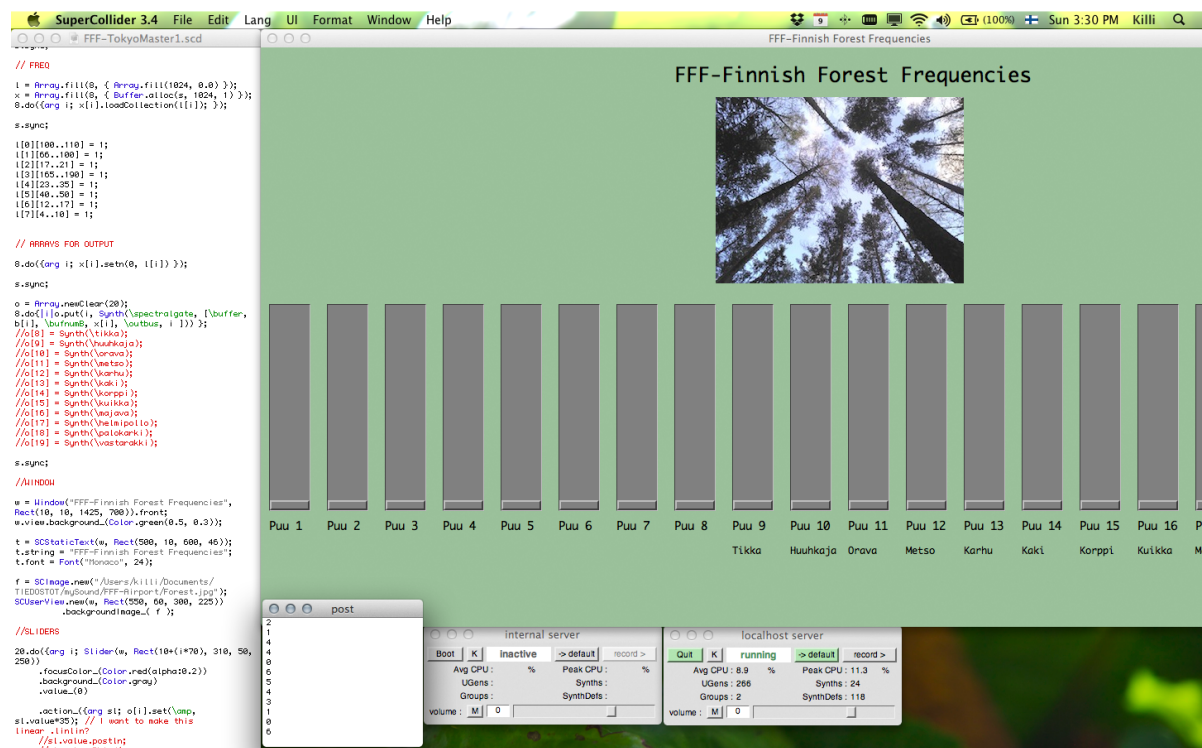 SuperCollider 3.4 File Edit Lang UI Format Window Help 9 (100%) Sun 3:30 PM Killi
FFF-TokyoMaster1.scd
// FREQ
l = Array.fill(8, { Array.fill(1024, 0.0) });
x = Array.fill(8, { Buffer.alloc(s, 1024, 1) });
8.do({arg i; x[i].loadCollection(l[i]); });
s.sync;
l[0][100..110] = 1;
l[1][66..100] = 1;
l[2][17..21] = 1;
l[3][165..190] = 1;
l[4][23..35] = 1;
l[5][40..50] = 1;
l[6][12..17] = 1;
l[7][4..10] = 1;
// ARRAYS FOR OUTPUT
8.do({arg i; x[i].setn(0, l[i]) });
s.sync;
o = Array.newClear(20);
8.do{|i|o.put(i, Synth(\spectralgate, [\buffer,
b[i], \bufnumB, x[i], \outbus, i ])) };
//o[8] = Synth(\tikka);
//o[9] = Synth(\huuhkaja);
//o[10] = Synth(\orava);
//o[11] = Synth(\metso);
//o[12] = Synth(\karhu);
//o[13] = Synth(\kaki);
//o[14] = Synth(\korppi);
//o[15] = Synth(\kuikka);
//o[16] = Synth(\majava);
//o[17] = Synth(\helmipollo);
//o[18] = Synth(\palokarki);
//o[19] = Synth(\vastarakki);
s.sync;
//WINDOW
w = Window("FFF-Finnish Forest Frequencies",
Rect(10, 10, 1425, 700)).front;
w.view.background_(Color.green(0.5, 0.3));
t = SCStaticText(w, Rect(500, 10, 600, 46));
t.string = "FFF-Finnish Forest Frequencies";
t.font = Font("Monaco", 24);
f = SCImage.new("/Users/killi/Documents/
TIEDOSTOT/mySound/FFF-Airport/Forest.jpg");
SCUserView.new(w, Rect(550, 60, 300, 225))
.backgroundImage_( f );
//SLIDERS
20.do({arg i; Slider(w, Rect(10+(i*70), 310, 50,
250))
.focusColor_(Color.red(alpha:0.2))
.background_(Color.gray)
.value_(0)
.action_({arg sl; o[i].set(\amp,
sl.value*35); // I want to make this
linear .linlin?
//sl.value.postln;
FFF-Finnish Forest Frequencies
FFF-Finnish Forest Frequencies
Puu 1 Puu 2 Puu 3 Puu 4 Puu 5 Puu 6 Puu 7 Puu 8 Puu 9 Puu 10 Puu 11 Puu 12 Puu 13 Puu 14 Puu 15 Puu 16 P
Tikka Huuhkaja Orava Metso Karhu Kaki Korppi Kuikka M
post
2
1
4
4
0
6
5
4
3
1
0
6
internal server
Boot K inactive -> default record >
Avg CPU : % Peak CPU : %
UGens : Synths :
Groups : SynthDefs :
volume : M 0
localhost server
Quit K running -> default record >
Avg CPU : 8.9 % Peak CPU : 11.3 %
UGens : 266 Synths : 24
Groups : 2 SynthDefs : 118
volume : M 0